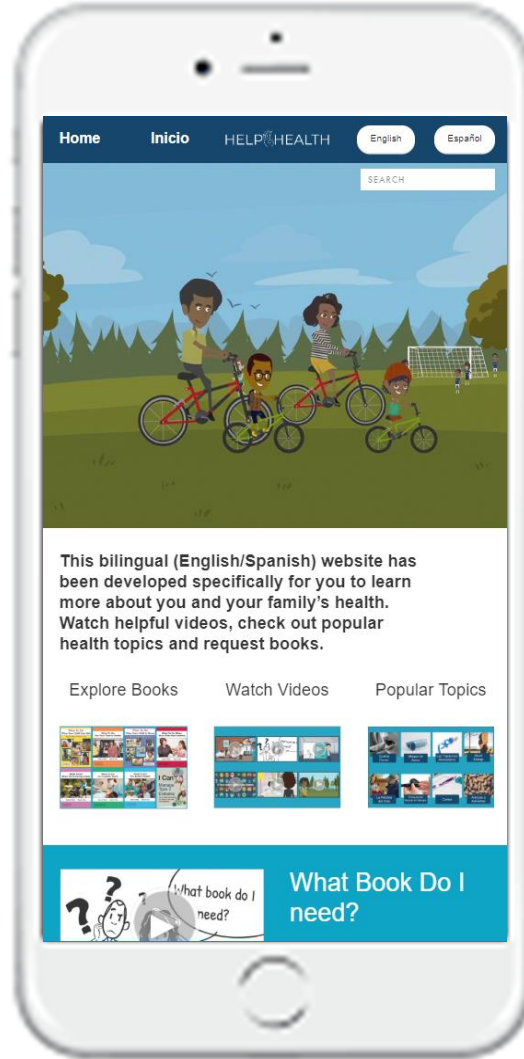 Home Inicio HELP HEALTH English Español
SEARCH
This bilingual (English/Spanish) website has
been developed specifically for you to learn
more about you and your family’s health.
Watch helpful videos, check out popular
health topics and request books.
Explore Books Watch Videos Popular Topics
I Can
What book do I
need?
What Book Do I
need?